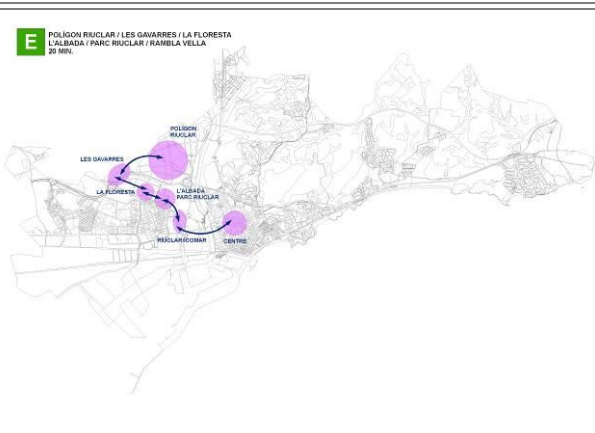 E
POLÍGON RIUCLAR / LES GAVARRES / LA FLORESTA
L'ALBADA / PARC RIUCLAR / RAMBLA VELLA
20 MIN.
POLÍGON
RIUCLAR
LES GAVARRES
LA FLORESTA
L'ALBADA
PARC RIUCLAR
RIUCLAR/ICOMAR
CENTRE